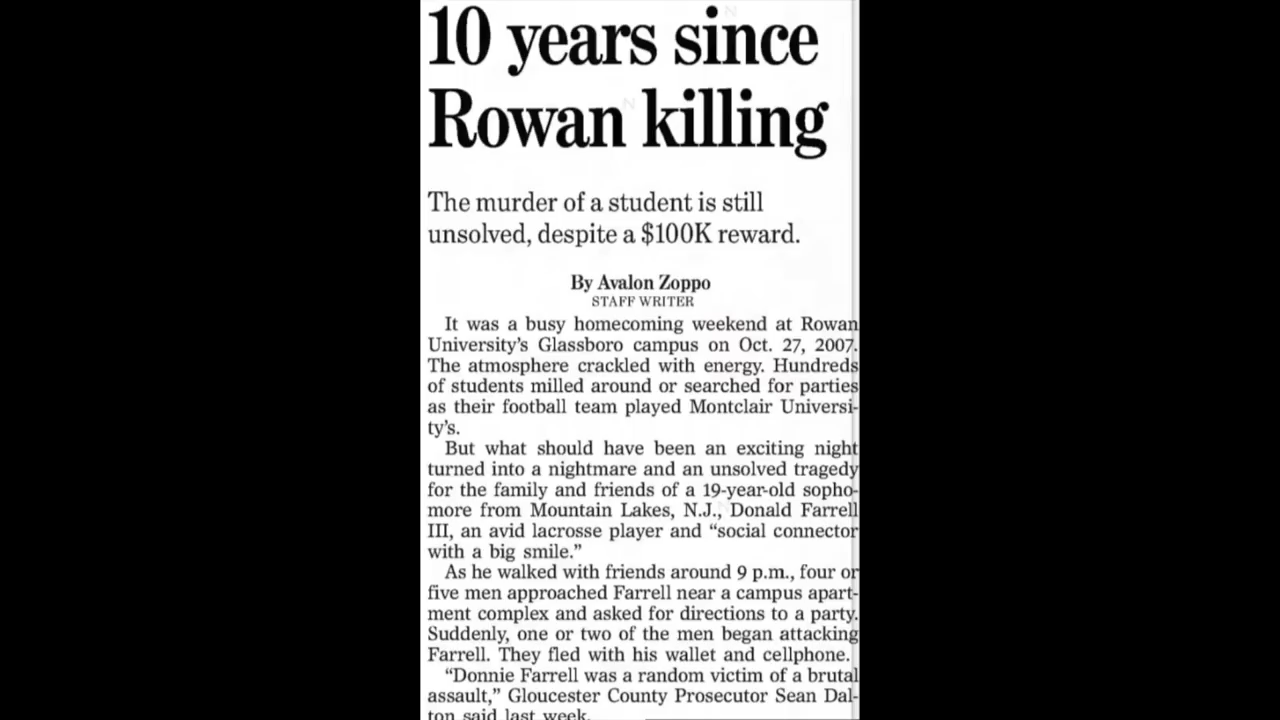 10 years since
Rowan killing
The murder of a student is still
unsolved, despite a $100K reward.
By Avalon Zoppo
STAFF WRITER
It was a busy homecoming weekend at Rowan
University’s Glassboro campus on Oct. 27, 2007.
The atmosphere crackled with energy. Hundreds
of students milled around or searched for parties
as their football team played Montclair Universi-
ty’s.
But what should have been an exciting night
turned into a nightmare and an unsolved tragedy
for the family and friends of a 19-year-old sopho-
more from Mountain Lakes, N.J., Donald Farrell
III, an avid lacrosse player and “social connector
with a big smile.”
As he walked with friends around 9 p.m., four or
five men approached Farrell near a campus apart-
ment complex and asked for directions to a party.
Suddenly, one or two of the men began attacking
Farrell. They fled with his wallet and cellphone.
“Donnie Farrell was a random victim of a brutal
assault,” Gloucester County Prosecutor Sean Dal-
ton said last week.